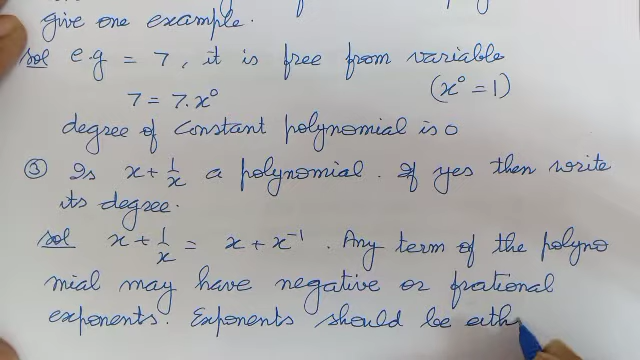 give one example.
sol e.g = 7, it is free from variable
7 = 7.x⁰ (x⁰ = 1)
degree of constant polynomial is 0
③ Is x + 1/x a polynomial. If yes then write
its degree.
sol x + 1/x = x + x⁻¹. Any term of the polyno
mial may have negative or frational
exponents. Exponents should be eith